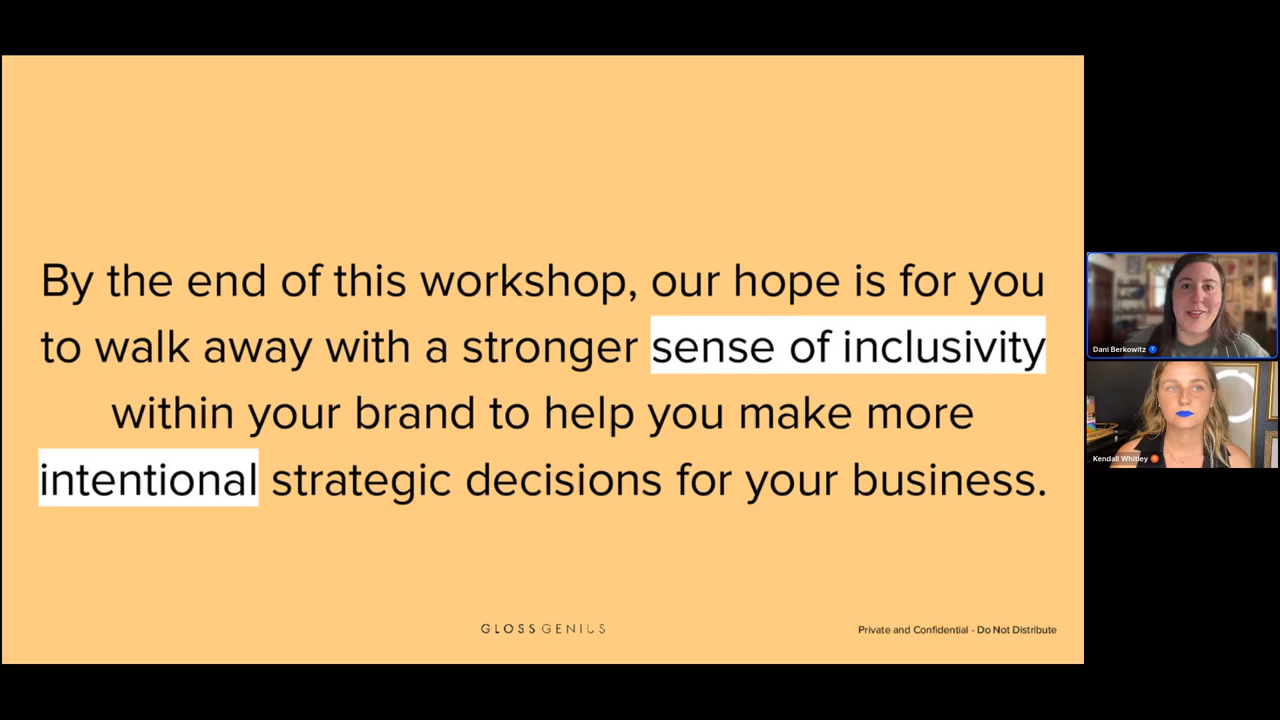 By the end of this workshop, our hope is for you
to walk away with a stronger sense of inclusivity
within your brand to help you make more
intentional strategic decisions for your business.
GLOSSGENIUS
Private and Confidential - Do Not Distribute
Dani Berkowitz
Kendall Whitley